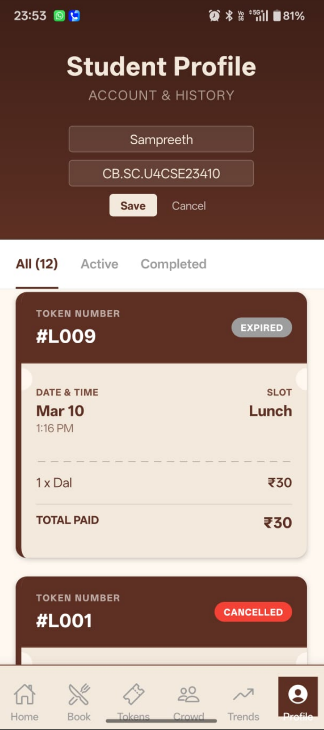 23:53 81%
Student Profile
ACCOUNT & HISTORY
Sampreeth
CB.SC.U4CSE23410
Save Cancel
All (12) Active Completed
TOKEN NUMBER
#L009
EXPIRED
DATE & TIME SLOT
Mar 10 Lunch
1:16 PM
1 x Dal ₹30
TOTAL PAID ₹30
TOKEN NUMBER
#L001
CANCELLED
Home Book Tokens Crowd Trends Profile